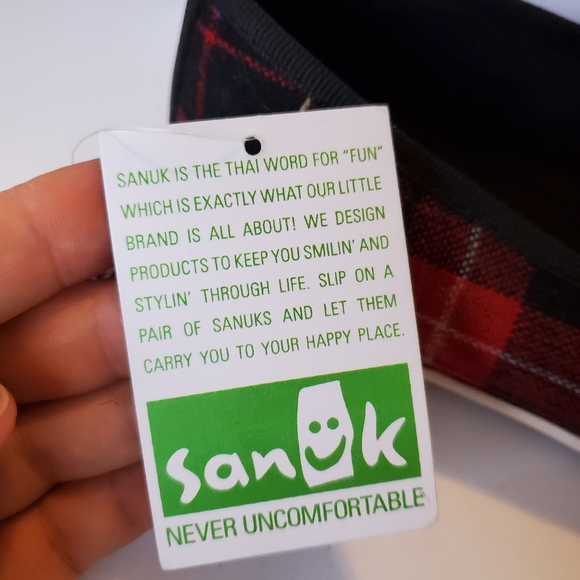 SANUK IS THE THAI WORD FOR "FUN"
WHICH IS EXACTLY WHAT OUR LITTLE
BRAND IS ALL ABOUT! WE DESIGN
PRODUCTS TO KEEP YOU SMILIN' AND
STYLIN' THROUGH LIFE. SLIP ON A
PAIR OF SANUKS AND LET THEM
CARRY YOU TO YOUR HAPPY PLACE.
sanuk
NEVER UNCOMFORTABLE